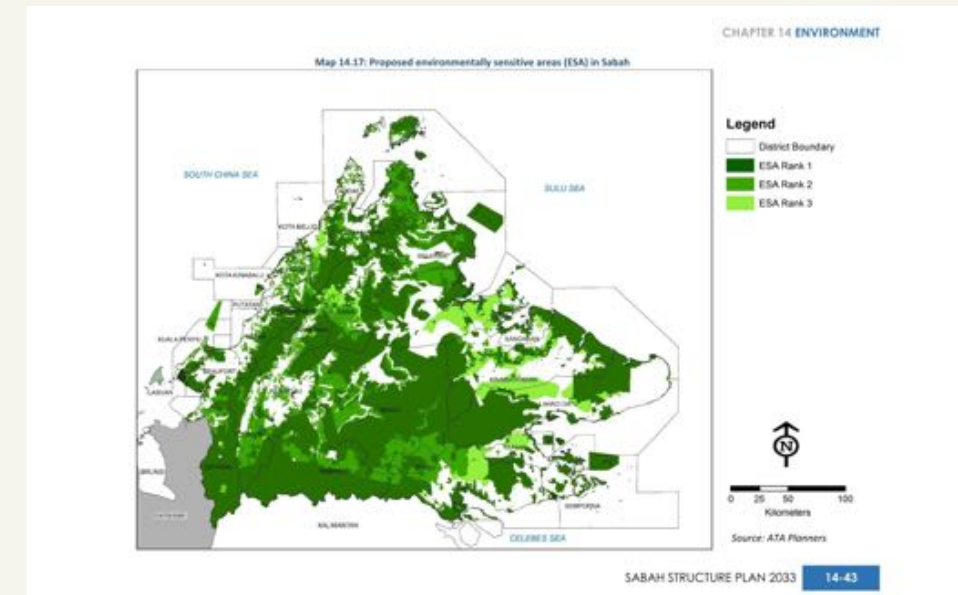 CHAPTER 14 ENVIRONMENT
Map 14.17: Proposed environmentally sensitive areas (ESA) in Sabah
SOUTH CHINA SEA
SULU SEA
KOTA BELUD
KOTA KINABALU
PUTATAN
KUALA PENYU
BEAUFORT
LABUAN
SANDAKAN
KINABATANGAN
LAHAD DATU
BRUNEI
SEMPORNA
KALIMANTAN
CELEBES SEA
Legend
District Boundary
ESA Rank 1
ESA Rank 2
ESA Rank 3
N
0 25 50 100
Kilometers
Source: ATA Planners
SABAH STRUCTURE PLAN 2033 14-43